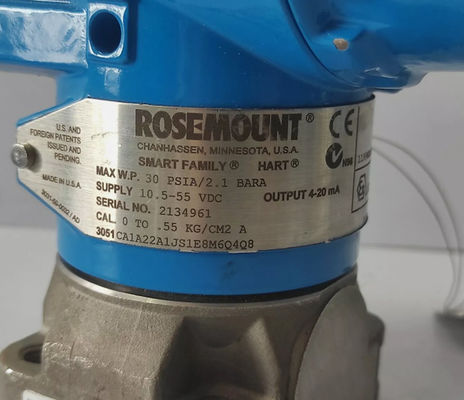 U.S. AND
FOREIGN PATENTS
ISSUED AND
PENDING.
MADE IN U.S.A.
ROSEMOUNT®
CHANHASSEN, MINNESOTA, U.S.A.
SMART FAMILY® HART®
MAX W.P. 30 PSIA/2.1 BARA
SUPPLY 10.5-55 VDC OUTPUT 4-20 mA
SERIAL NO. 2134961
CAL. 0 TO .55 KG/CM2 A
3051CA1A22A1JS1E8M6Q4Q8
CE
N96